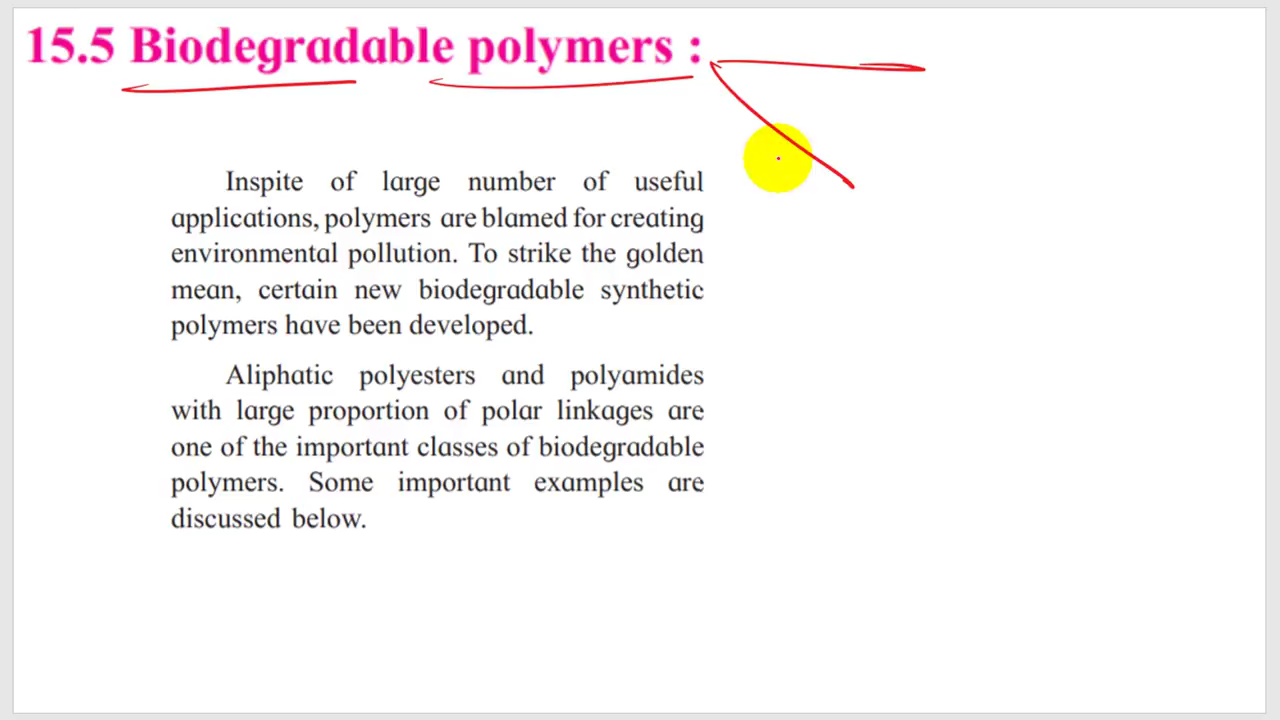 15.5 Biodegradable polymers :
Inspite of large number of useful
applications, polymers are blamed for creating
environmental pollution. To strike the golden
mean, certain new biodegradable synthetic
polymers have been developed.
Aliphatic polyesters and polyamides
with large proportion of polar linkages are
one of the important classes of biodegradable
polymers. Some important examples are
discussed below.